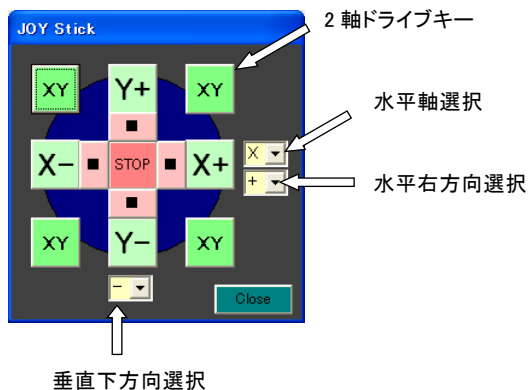 2 軸ドライブキー
JOY Stick
XY Y+ XY
水平軸選択
X- ■ STOP ■ X+ X
+ 水平右方向選択
XY Y- XY
-
Close
垂直下方向選択